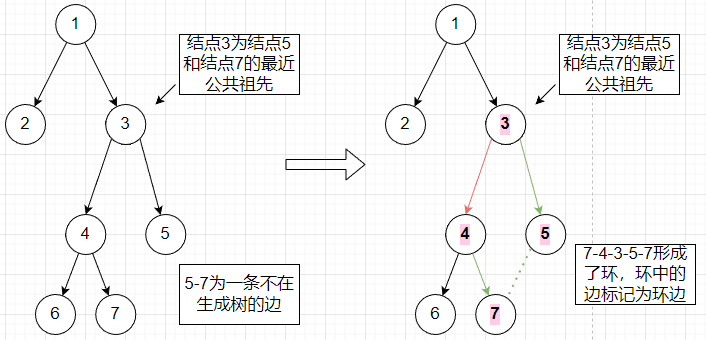 1
结点3为结点5
和结点7的最近
公共祖先
2
3
4
5
5-7为一条不在
生成树的边
6
7
1
结点3为结点5
和结点7的最近
公共祖先
2
3
4
5
7-4-3-5-7形成
了环，环中的
边标记为环边
6
7